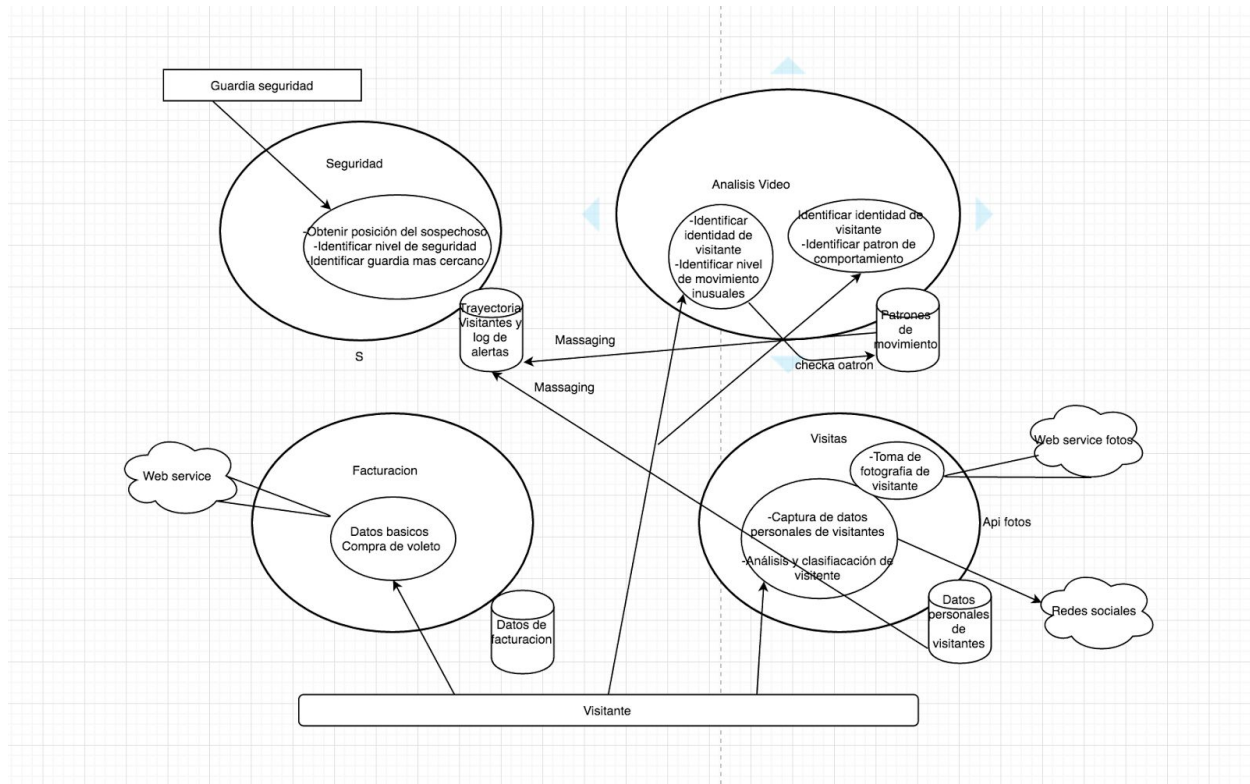 Guardia seguridad
Seguridad
-Obtenir posición del sospechoso
-Identificar nivel de seguridad
-Identificar guardia mas cercano
S
Trayectoria
Visitantes y
log de
alertas
Analisis Video
-Identificar
identidad de
visitante
-Identificar nivel
de movimiento
inusuales
Identificar identidad de
visitante
-Identificar patron de
comportamiento
Patrones
de
movimiento
Massaging
checka oatron
Massaging
Web service
Facturacion
Datos basicos
Compra de voleto
Datos de
facturacion
Visitas
-Toma de
fotografia de
visitante
-Captura de datos
personales de visitantes
-Análisis y clasifiacación de
visitente
Web service fotos
Api fotos
Redes sociales
Datos
personales
de
visitantes
Visitante